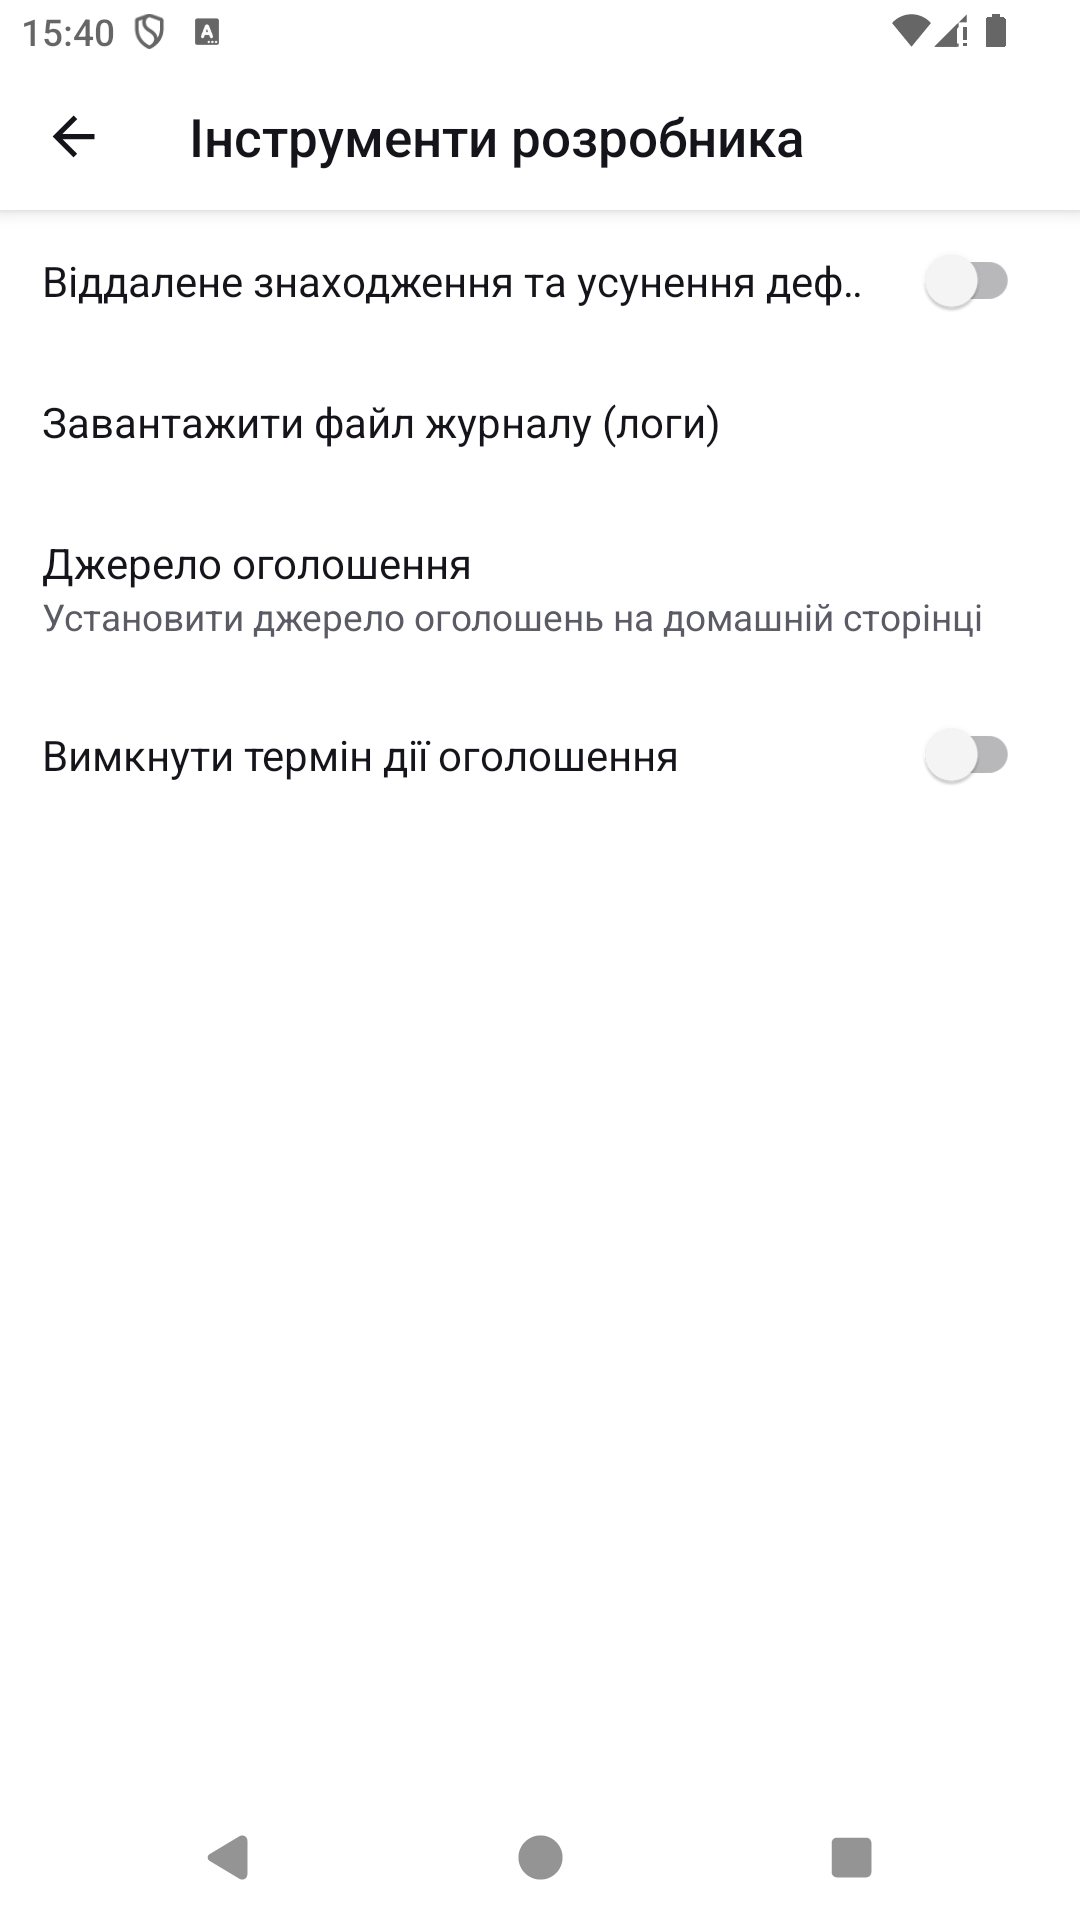 15:40
Інструменти розробника
Віддалене знаходження та усунення деф..
Завантажити файл журналу (логи)
Джерело оголошення
Установити джерело оголошень на домашній сторінці
Вимкнути термін дії оголошення